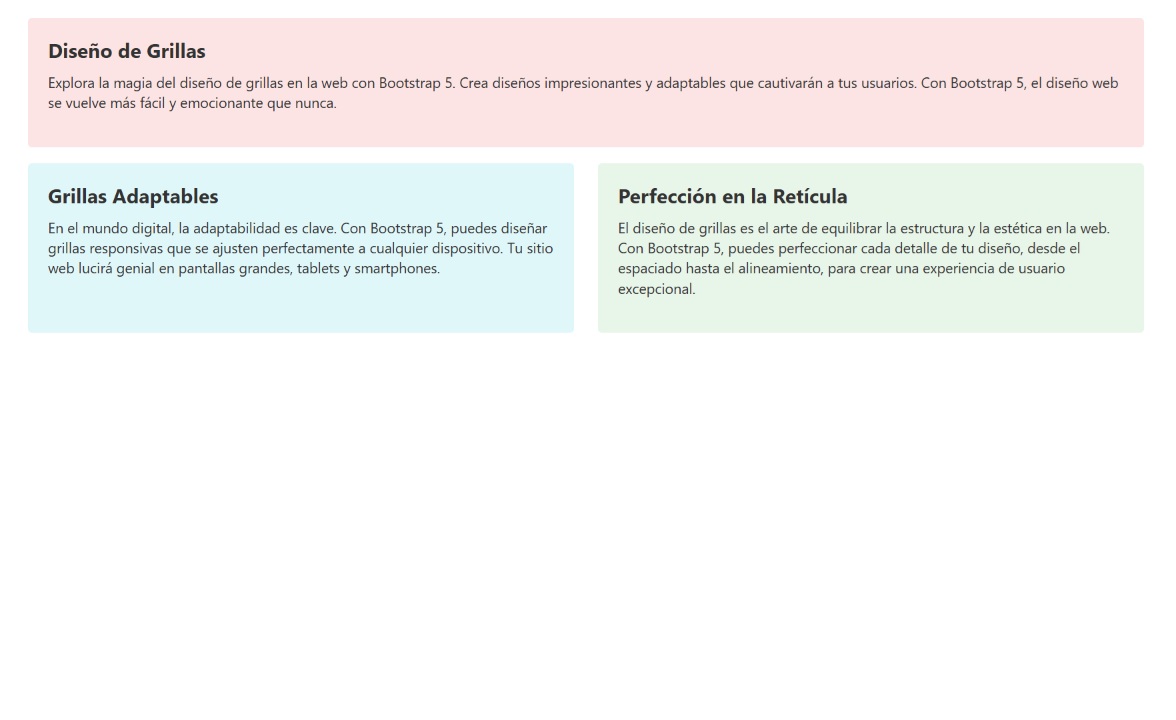 Diseño de Grillas
Explora la magia del diseño de grillas en la web con Bootstrap 5. Crea diseños impresionantes y adaptables que cautivarán a tus usuarios. Con Bootstrap 5, el diseño web
se vuelve más fácil y emocionante que nunca.
Grillas Adaptables
En el mundo digital, la adaptabilidad es clave. Con Bootstrap 5, puedes diseñar
grillas responsivas que se ajusten perfectamente a cualquier dispositivo. Tu sitio
web lucirá genial en pantallas grandes, tablets y smartphones.
Perfección en la Retícula
El diseño de grillas es el arte de equilibrar la estructura y la estética en la web.
Con Bootstrap 5, puedes perfeccionar cada detalle de tu diseño, desde el
espaciado hasta el alineamiento, para crear una experiencia de usuario
excepcional.